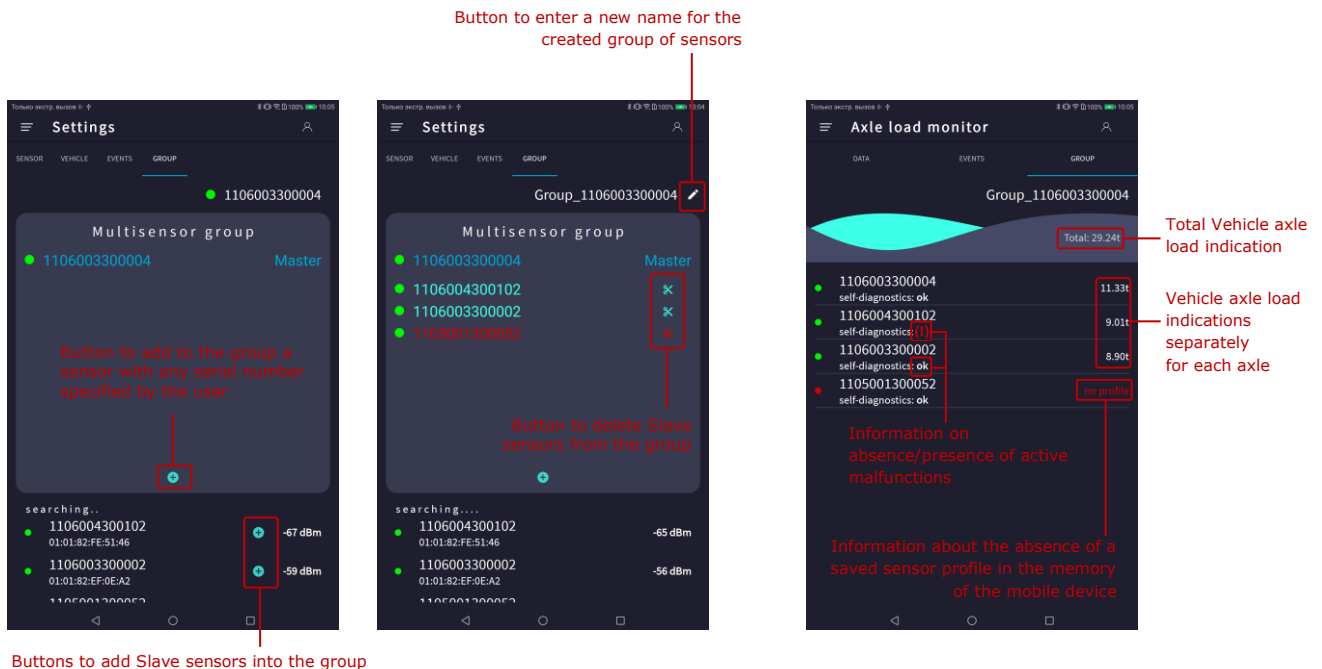 Button to enter a new name for the
created group of sensors
Только экстр. вызов
100% 10:05
Settings
SENSOR VEHICLE EVENTS GROUP
1106003300004
Multisensor group
1106003300004 Master
Button to add to the group a
sensor with any serial number
specified by the user
searching..
1106004300102
01:01:82:FE:51:46
-67 dBm
1106003300002
01:01:82:EF:0E:A2
-59 dBm
1105001300052
Buttons to add Slave sensors into the group
Только экстр. вызов
100%
Settings
SENSOR VEHICLE EVENTS GROUP
Group_1106003300004
Multisensor group
1106003300004 Master
1106004300102
1106003300002
1105001300052
Button to delete Slave
sensors from the group
searching....
1106004300102
01:01:82:FE:51:46
-65 dBm
1106003300002
01:01:82:EF:0E:A2
-56 dBm
1105001300052
Только экстр. вызов
100% 10:05
Axle load monitor
DATA EVENTS GROUP
Group_1106003300004
Total: 29.24t
1106003300004
self-diagnostics: ok
11.33t
1106004300102
self-diagnostics: (!)
9.01t
1106003300002
self-diagnostics: ok
8.90t
1105001300052
self-diagnostics: ok
no profile
Information on
absence/presence of active
malfunctions
Information about the absence of a
saved sensor profile in the memory
of the mobile device
Total Vehicle axle
load indication
Vehicle axle load
indications
separately
for each axle